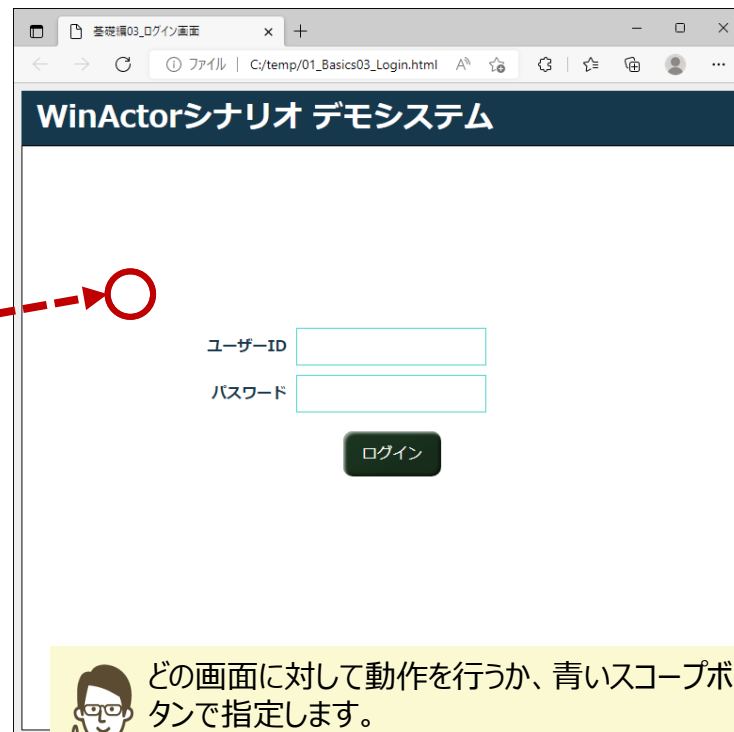 基礎編03_ログイン画面
ファイル | C:/temp/01_Basics03_Login.html
WinActorシナリオ デモシステム
ユーザーID
パスワード
ログイン
どの画面に対して動作を行うか、青いスコープボ
タンで指定します。